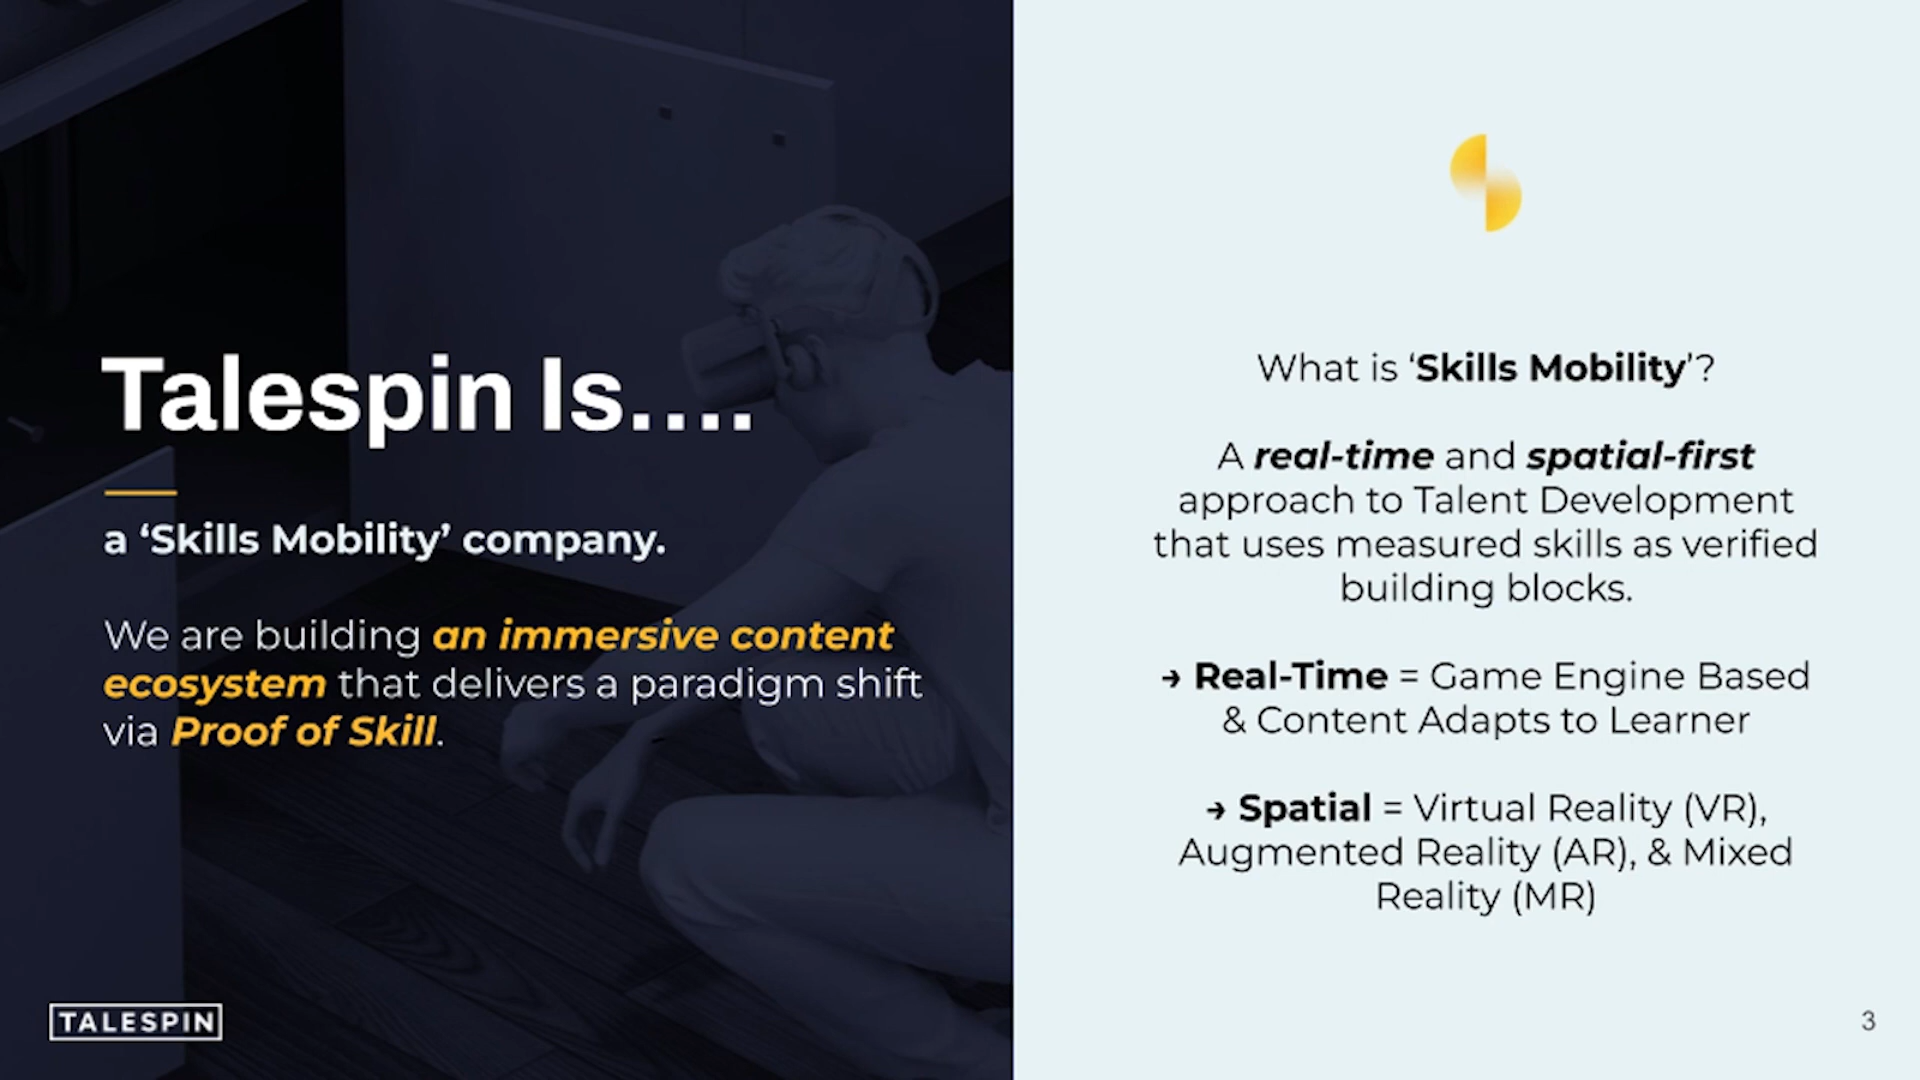 Talespin Is....
a ‘Skills Mobility’ company.
We are building an immersive content
ecosystem that delivers a paradigm shift
via Proof of Skill.
TALESPIN
What is ‘Skills Mobility’?
A real-time and spatial-first
approach to Talent Development
that uses measured skills as verified
building blocks.
→ Real-Time = Game Engine Based
& Content Adapts to Learner
→ Spatial = Virtual Reality (VR),
Augmented Reality (AR), & Mixed
Reality (MR)
3